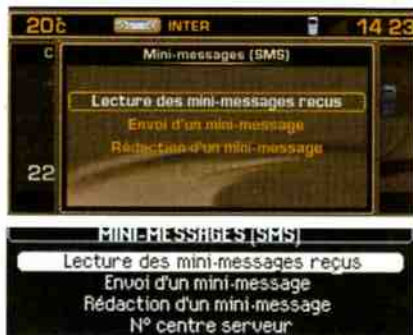 20c INTER 14 23
C
Mini-messages (SMS)
Lecture des mini-messages reçus
Envoi d'un mini-message
Rédaction d'un mini-message
22
MINI-MESSAGES (SMS)
Lecture des mini-messages reçus
Envoi d'un mini-message
Rédaction d'un mini-message
N° centre serveur